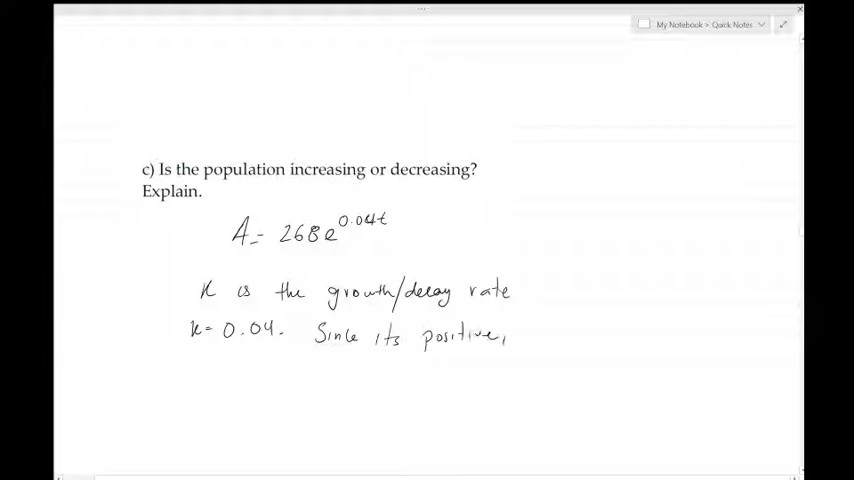 My Notebook > Quick Notes
c) Is the population increasing or decreasing?
Explain.
A = 268e^0.04t
k is the growth/decay rate
k = 0.04. Since its positive,